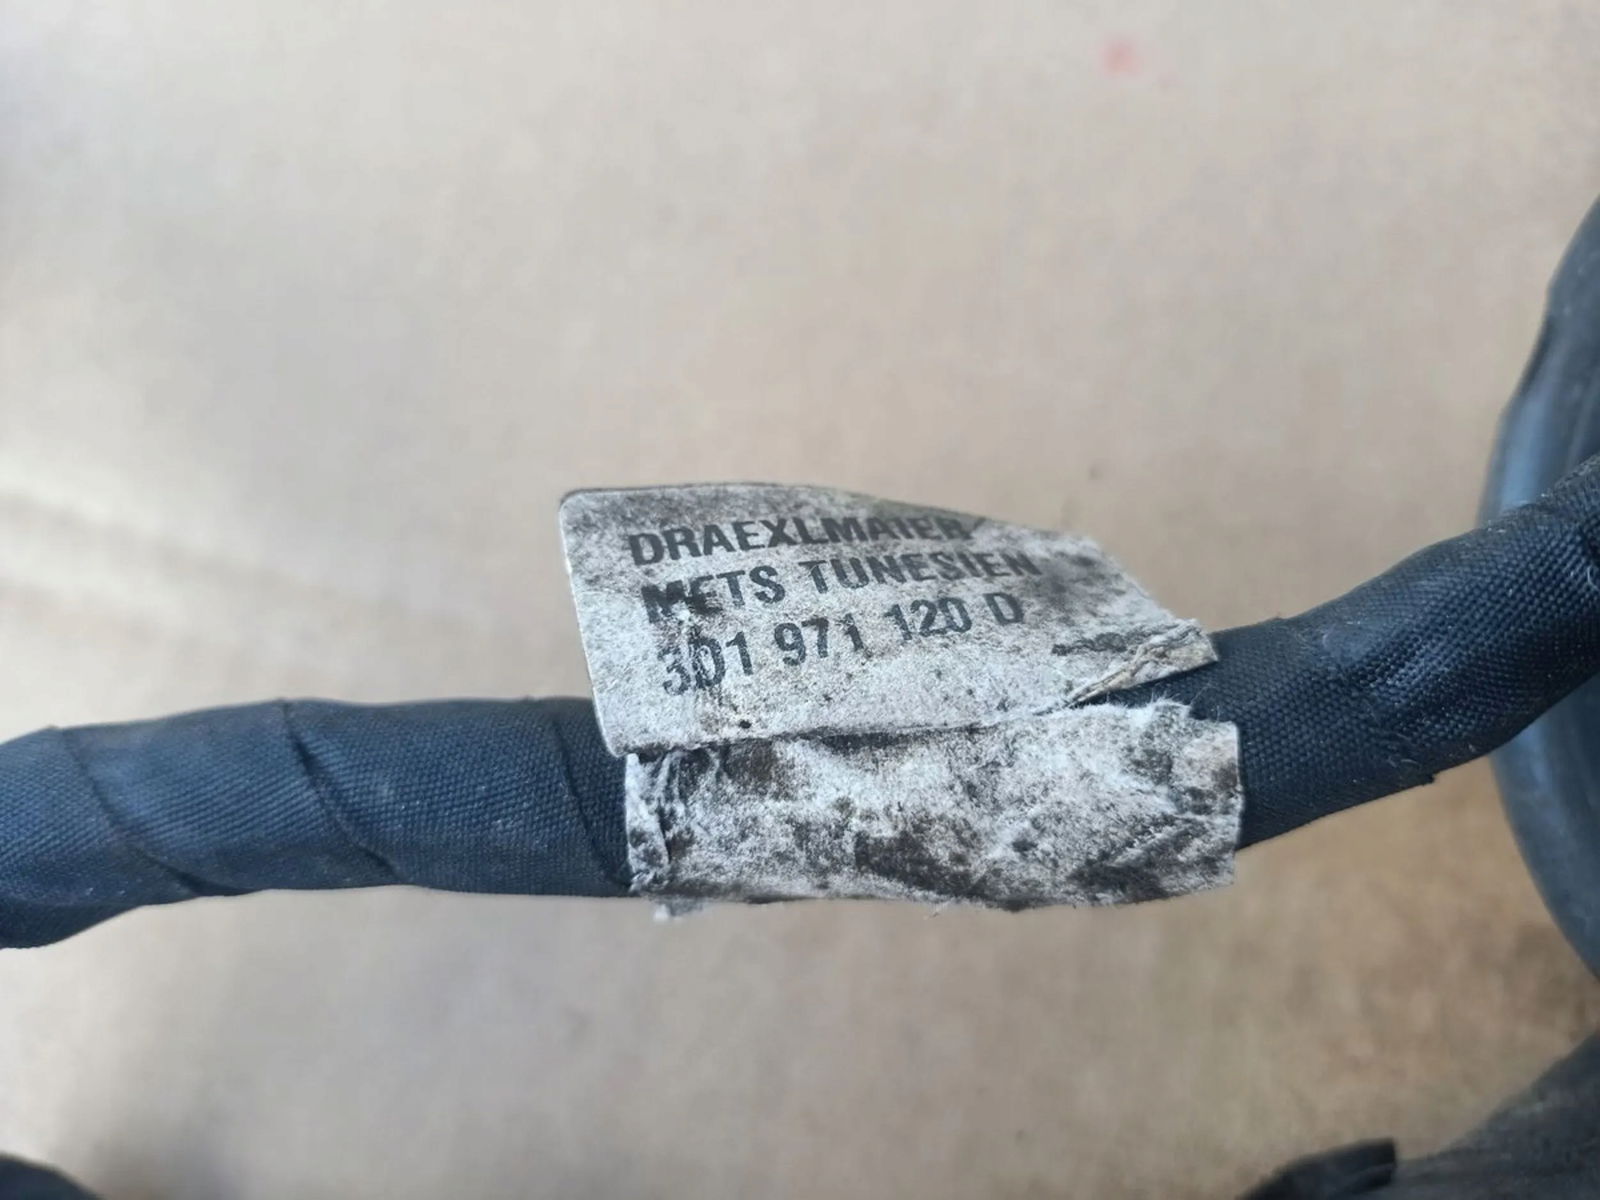 DRAEXLMAIER
METS TUNESIEN
3D1 971 120 D